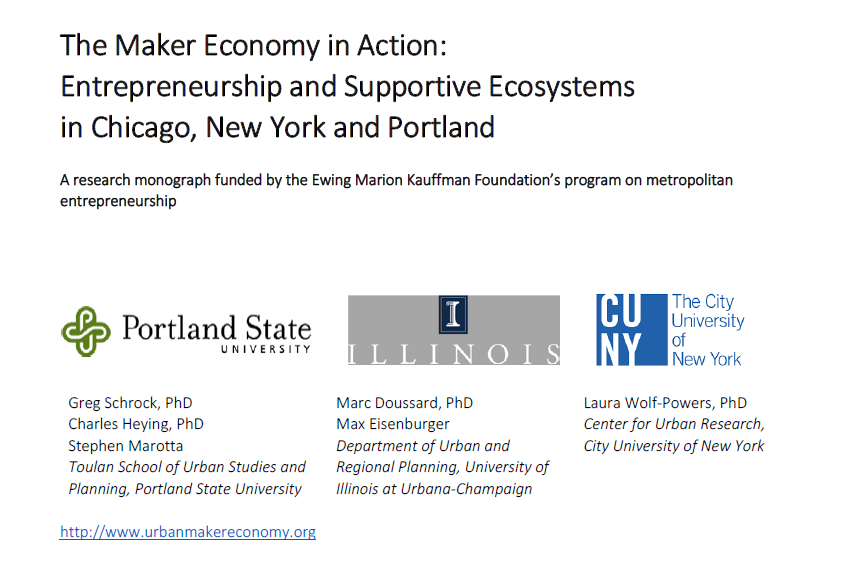 The Maker Economy in Action:
Entrepreneurship and Supportive Ecosystems
in Chicago, New York and Portland
A research monograph funded by the Ewing Marion Kauffman Foundation's program on metropolitan
entrepreneurship
Portland State
UNIVERSITY
I
ILLINOIS
CU
NY
The City
University
of
New York
Greg Schrock, PhD
Charles Heying, PhD
Stephen Marotta
Toulan School of Urban Studies and
Planning, Portland State University
Marc Doussard, PhD
Max Eisenburger
Department of Urban and
Regional Planning, University of
Illinois at Urbana-Champaign
Laura Wolf-Powers, PhD
Center for Urban Research,
City University of New York
http://www.urbanmakereconomy.org